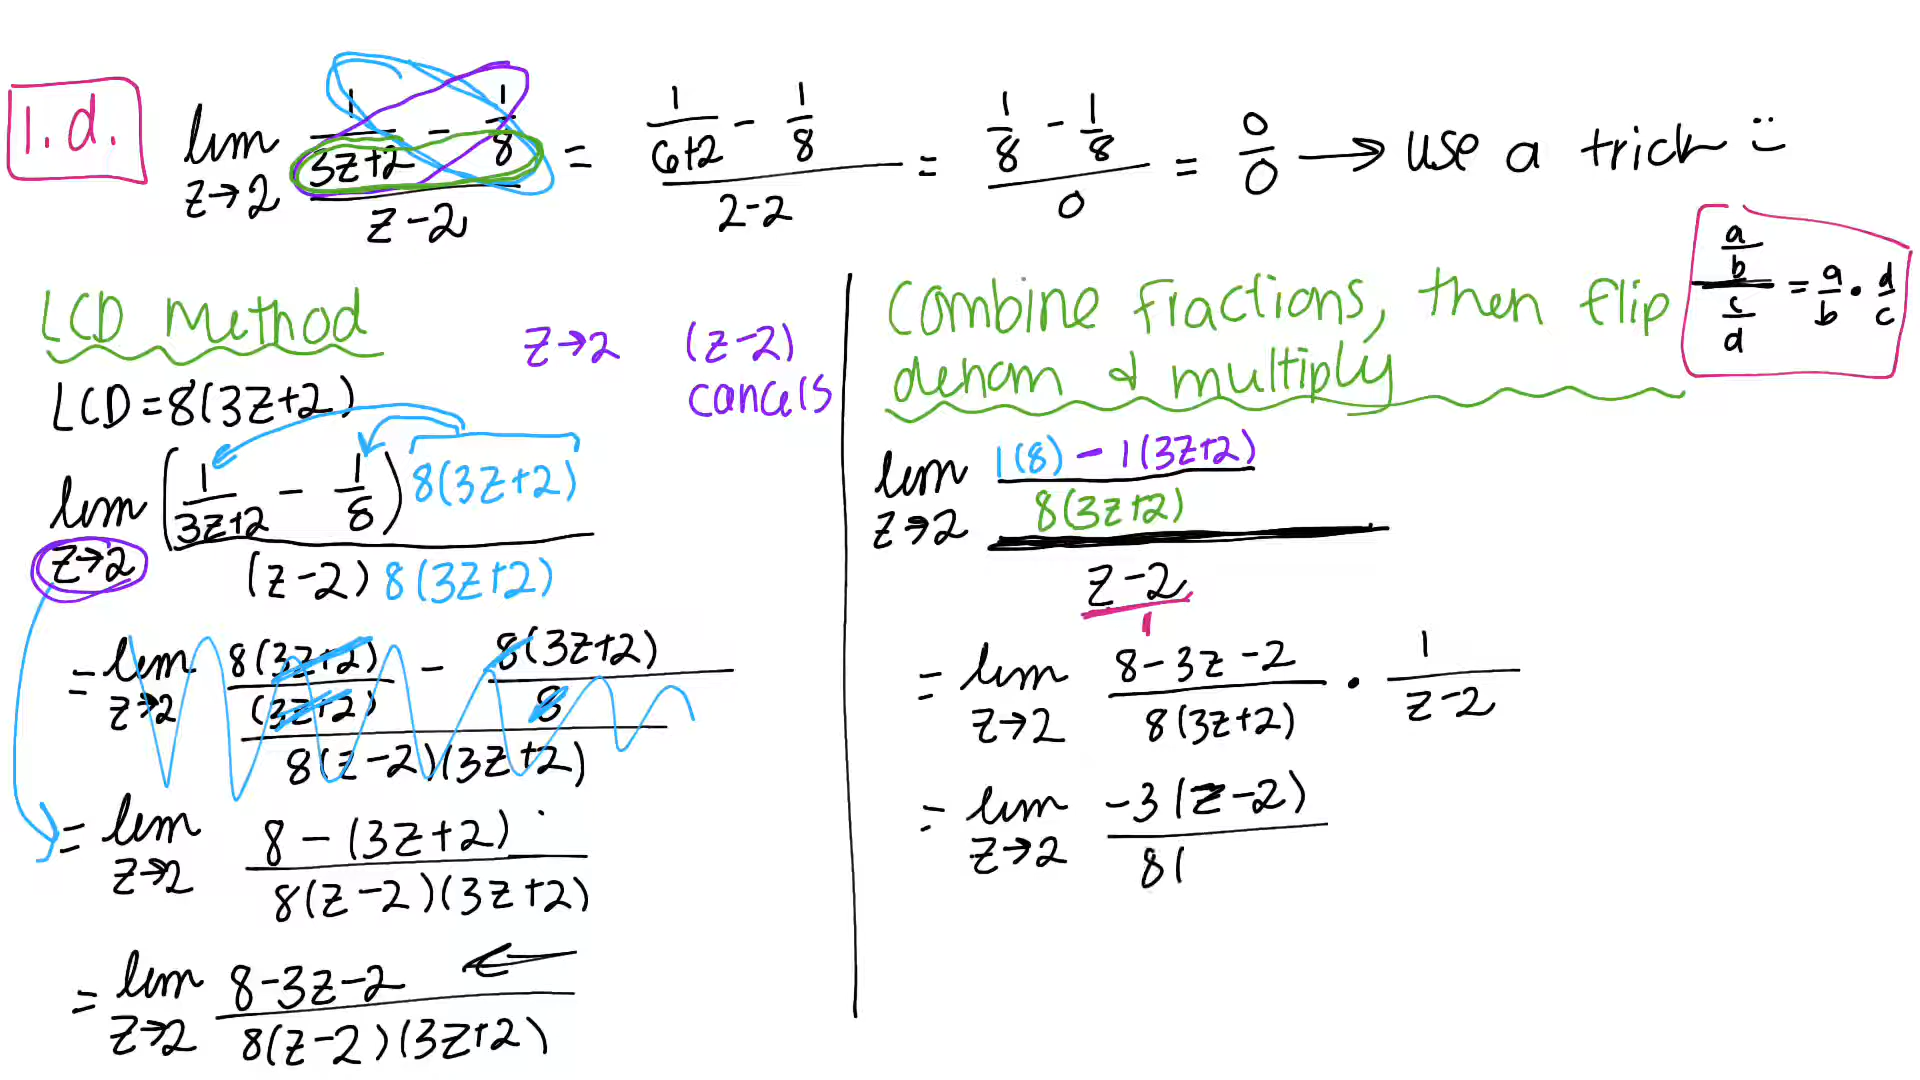 1.d.
lim z→2 (1/(3z+2) - 1/8)/(z-2) = (1/(6+2) - 1/8)/(2-2) = (1/8 - 1/8)/0 = 0/0 → use a trick :)
(a/b)/(c/d) = a/b · d/c
LCD Method
LCD = 8(3z+2)
z→2 (z-2)
cancels
lim z→2 (1/(3z+2) - 1/8) 8(3z+2) / (z-2) 8(3z+2)
= lim z→2 (8(3z+2)/(3z+2) - 8(3z+2)/8) / 8(z-2)(3z+2)
= lim z→2 (8-(3z+2)) / 8(z-2)(3z+2)
= lim z→2 (8-3z-2) / 8(z-2)(3z+2) ←
Combine fractions, then flip
denom & multiply
lim z→2 ((1(8) - 1(3z+2)) / 8(3z+2)) / ((z-2)/1)
= lim z→2 (8-3z-2)/8(3z+2) · 1/(z-2)
= lim z→2 -3(z-2) / 8(